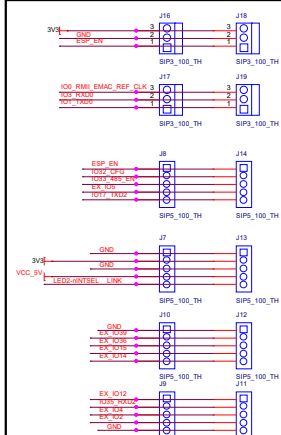 J16 J18
3V3 3 3
GND 2 2
ESP_EN 1 1
SIP3_100_TH SIP3_100_TH
J17 J19
IO0_RMII_EMAC_REF_CLK 3 3
IO3_RXD0 2 2
IO1_TXD0 1 1
SIP3_100_TH SIP3_100_TH
J8 J14
ESP_EN
IO32_CFG
IO33_485_EN
EX_IO5
IO17_TXD2
SIP5_100_TH SIP5_100_TH
J7 J13
GND
3V3
GND
VCC_5V
LED2-nINTSEL LINK
SIP5_100_TH SIP5_100_TH
J10 J12
GND
EX_IO39
EX_IO36
EX_IO15
EX_IO14
SIP5_100_TH SIP5_100_TH
J9 J11
EX_IO12
IO35_RXD2
EX_IO4
EX_IO2
GND